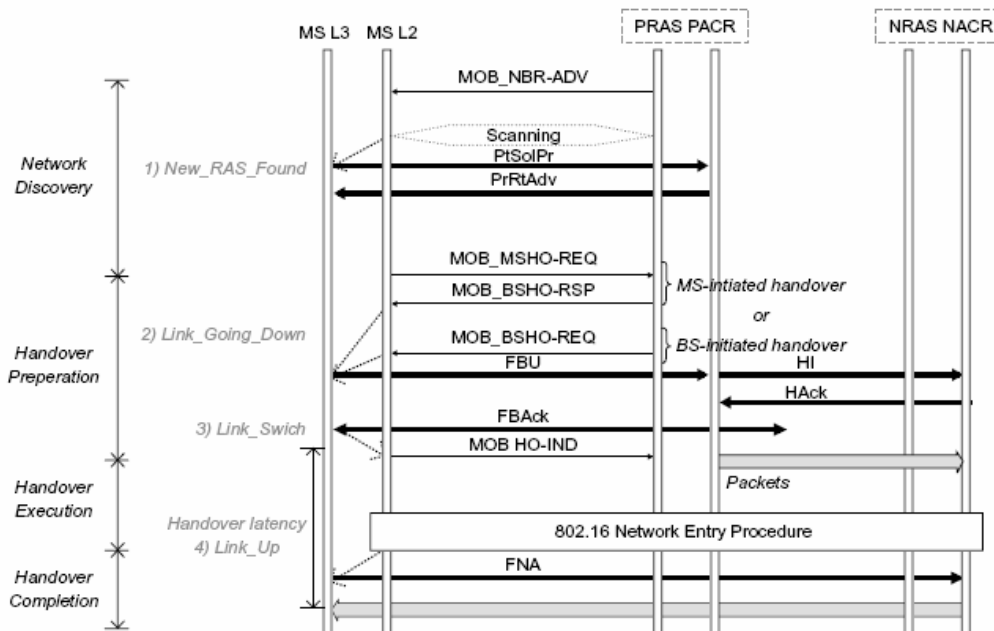 MS L3 MS L2 PRAS PACR NRAS NACR
MOB_NBR-ADV
Scanning
Network
Discovery
1) New_RAS_Found
PtSolPr
PrRtAdv
MOB_MSHO-REQ
MOB_BSHO-RSP
MS-intiated handover
or
BS-initiated handover
2) Link_Going_Down
MOB_BSHO-REQ
Handover
Preperation
FBU
HI
HAck
3) Link_Swich
FBAck
MOB HO-IND
Packets
Handover
Execution
Handover latency
4) Link_Up
802.16 Network Entry Procedure
FNA
Handover
Completion